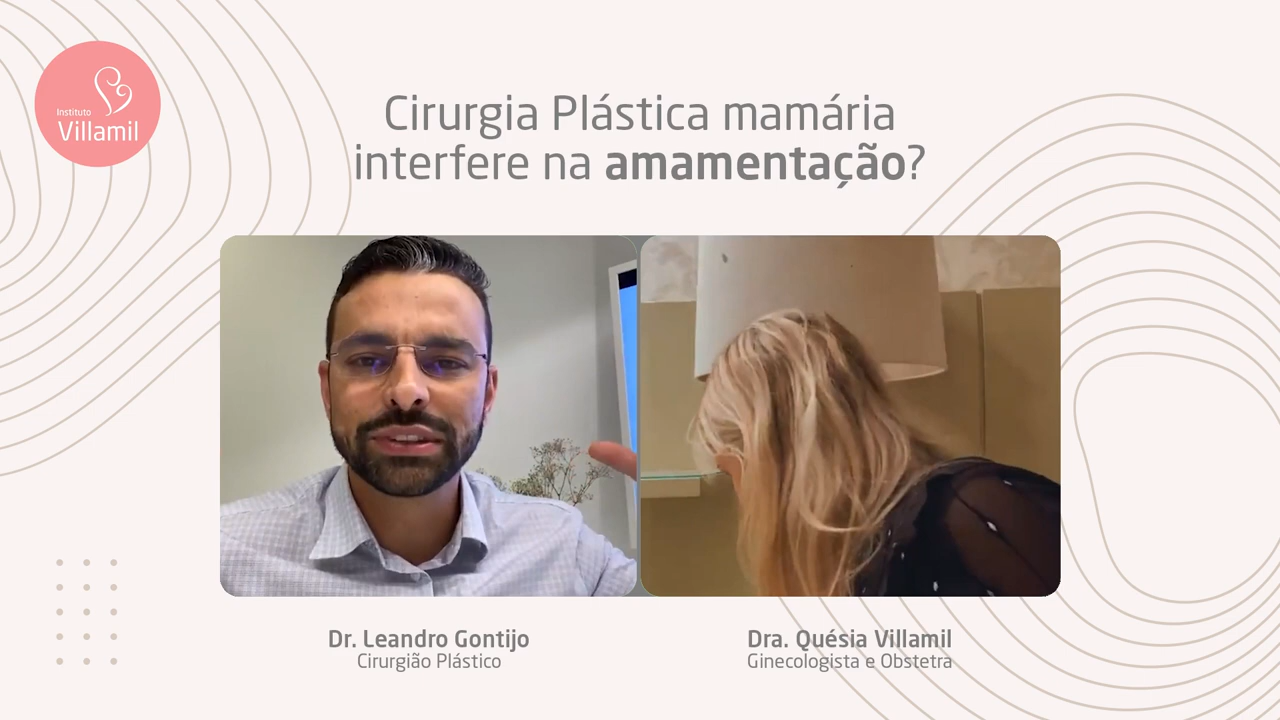 Instituto
Villamil
Cirurgia Plástica mamária
interfere na amamentação?
Dr. Leandro Gontijo
Cirurgião Plástico
Dra. Quésia Villamil
Ginecologista e Obstetra